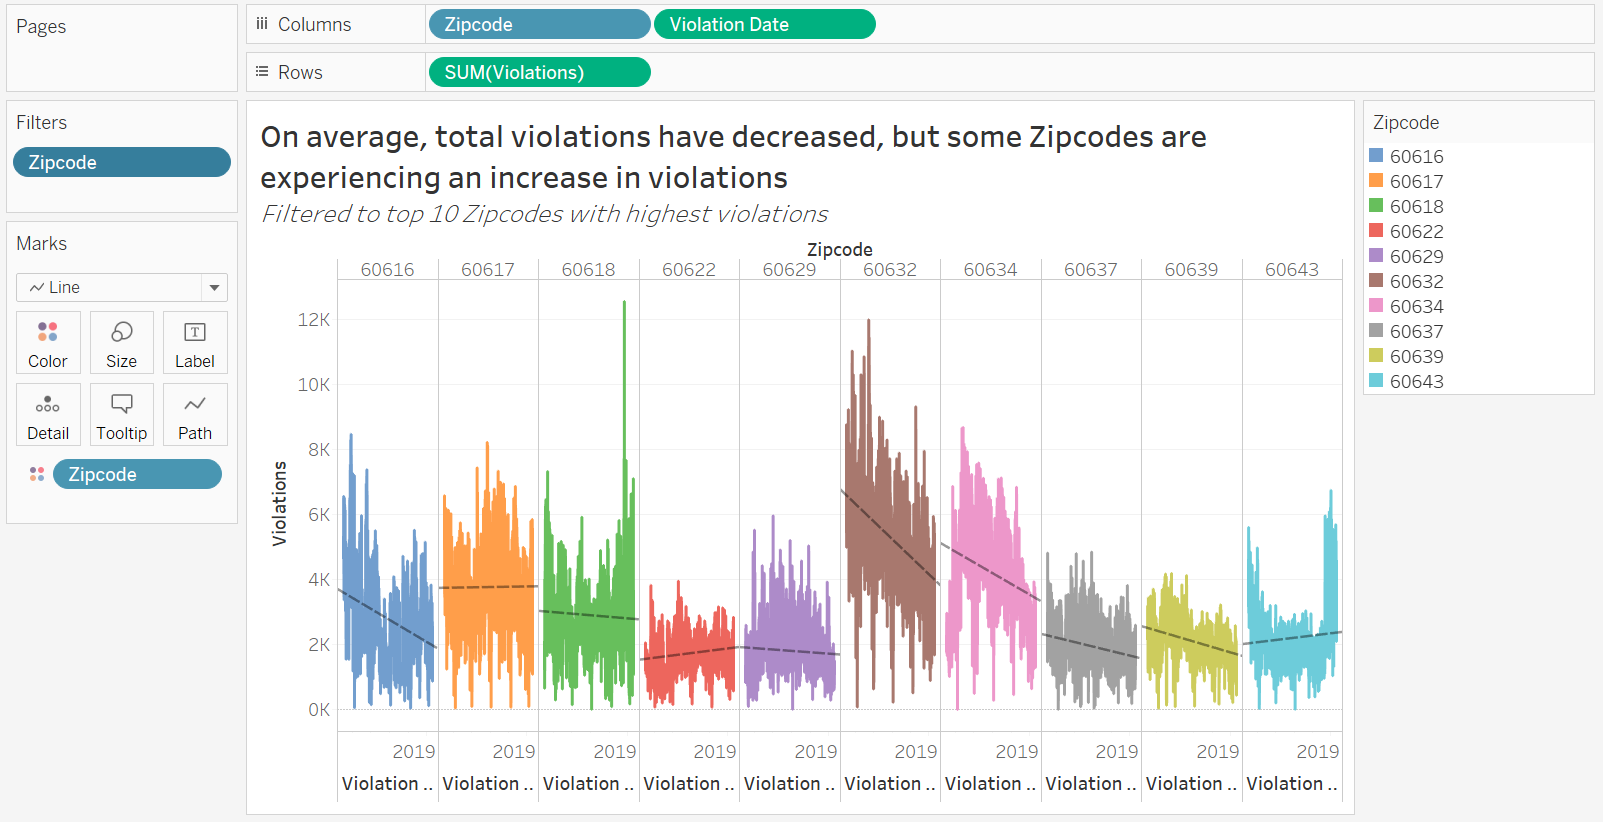 Pages
Columns
Zipcode
Violation Date
Rows
SUM(Violations)
Filters
Zipcode
Marks
Line
Color
Size
Label
Detail
Tooltip
Path
Zipcode
On average, total violations have decreased, but some Zipcodes are
experiencing an increase in violations
Filtered to top 10 Zipcodes with highest violations
Zipcode
60616 60617 60618 60622 60629 60632 60634 60637 60639 60643
Violations
12K
10K
8K
6K
4K
2K
0K
2019 2019 2019 2019 2019 2019 2019 2019 2019 2019
Violation .. Violation .. Violation .. Violation .. Violation .. Violation .. Violation .. Violation .. Violation .. Violation ..
Zipcode
60616
60617
60618
60622
60629
60632
60634
60637
60639
60643